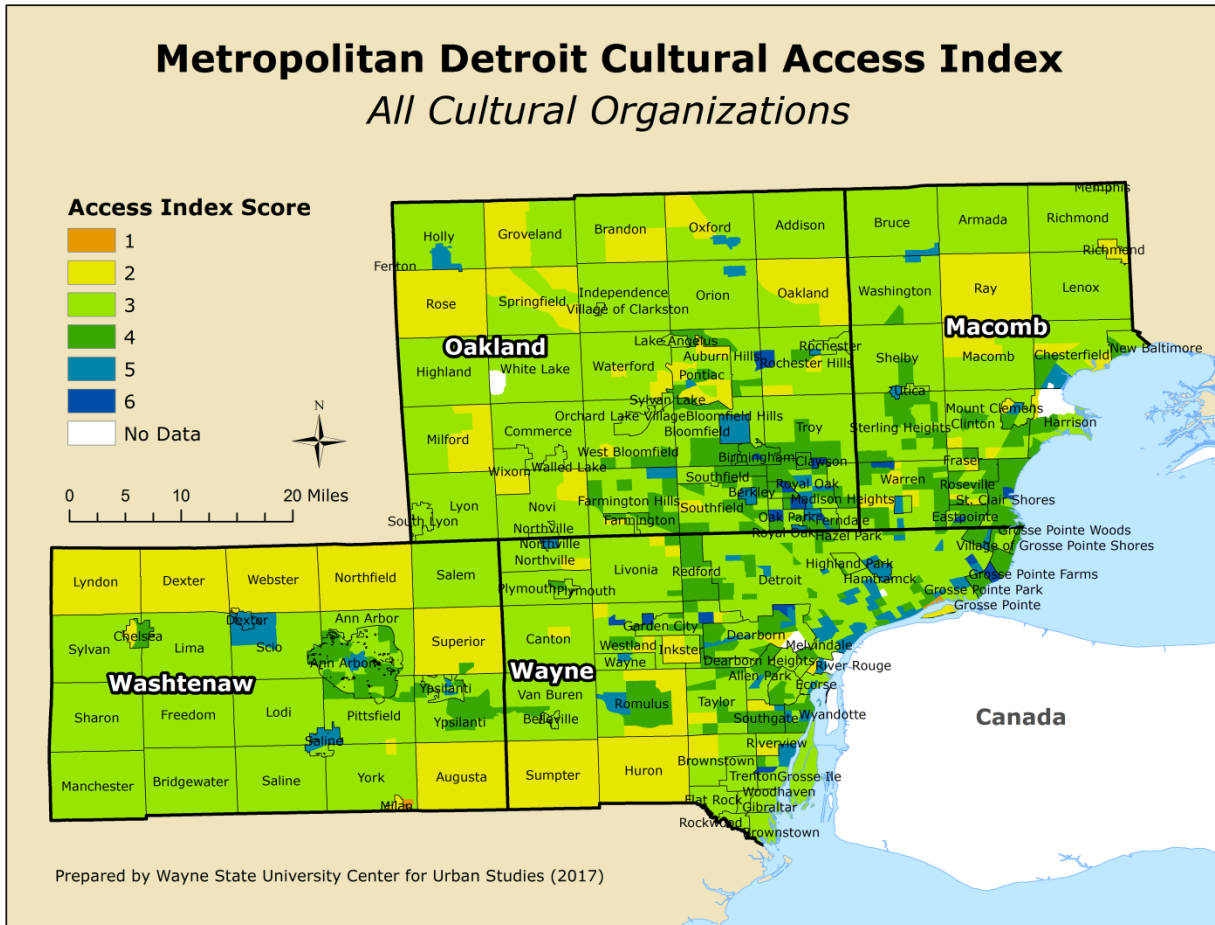 Metropolitan Detroit Cultural Access Index
All Cultural Organizations
Access Index Score
1
2
3
4
5
6
No Data
N
0 5 10 20 Miles
Memphis
Holly
Groveland
Brandon
Oxford
Addison
Bruce
Armada
Richmond
Fenton
Richmond
Rose
Springfield
Independence
Village of Clarkston
Orion
Oakland
Washington
Ray
Lenox
Oakland
Macomb
Highland
White Lake
Waterford
Lake Angelus
Auburn Hills
Pontiac
Rochester
Rochester Hills
Shelby
Macomb
Chesterfield
New Baltimore
Utica
Sylvan Lake
Orchard Lake Village
Bloomfield Hills
Bloomfield
Mount Clemens
Clinton
Harrison
Milford
Commerce
West Bloomfield
Troy
Sterling Heights
Wixom
Walled Lake
Birmingham
Clawson
Fraser
Southfield
Royal Oak
Warren
Roseville
Lyon
Novi
Farmington Hills
Southfield
Berkley
Madison Heights
St. Clair Shores
South Lyon
Northville
Farmington
Oak Park
Ferndale
Eastpointe
Royal Oak
Hazel Park
Grosse Pointe Woods
Northville
Village of Grosse Pointe Shores
Northville
Lyndon
Dexter
Webster
Northfield
Salem
Livonia
Redford
Detroit
Highland Park
Hamtramck
Grosse Pointe Farms
Plymouth
Plymouth
Grosse Pointe Park
Grosse Pointe
Chelsea
Dexter
Ann Arbor
Garden City
Sylvan
Lima
Scio
Superior
Canton
Westland
Inkster
Dearborn
Melvindale
Ann Arbor
Wayne
Dearborn Heights
River Rouge
Washtenaw
Wayne
Allen Park
Ecorse
Ypsilanti
Van Buren
Romulus
Taylor
Wyandotte
Sharon
Freedom
Lodi
Pittsfield
Ypsilanti
Belleville
Southgate
Canada
Saline
Riverview
Manchester
Bridgewater
Saline
York
Augusta
Sumpter
Huron
Brownstown
Trenton
Grosse Ile
Woodhaven
Milan
Flat Rock
Gibraltar
Rockwood
Brownstown
Prepared by Wayne State University Center for Urban Studies (2017)